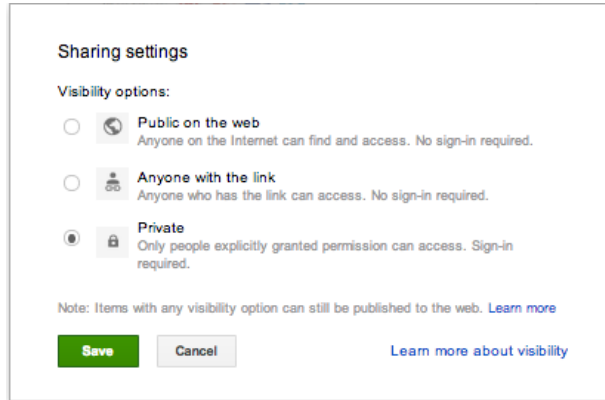 Sharing settings
Visibility options:
Public on the web
Anyone on the Internet can find and access. No sign-in required.
Anyone with the link
Anyone who has the link can access. No sign-in required.
Private
Only people explicitly granted permission can access. Sign-in
required.
Note: Items with any visibility option can still be published to the web. Learn more
Save Cancel Learn more about visibility